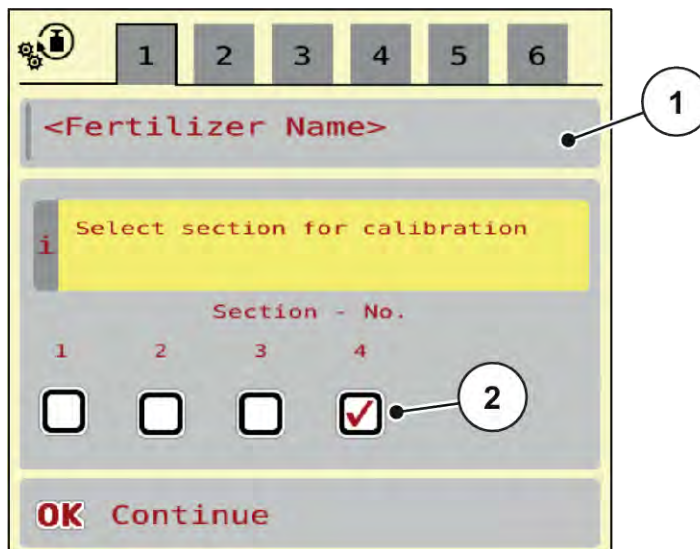 1 2 3 4 5 6
<Fertilizer Name>
1
i Select section for calibration
Section - No.
1 2 3 4
2
OK Continue